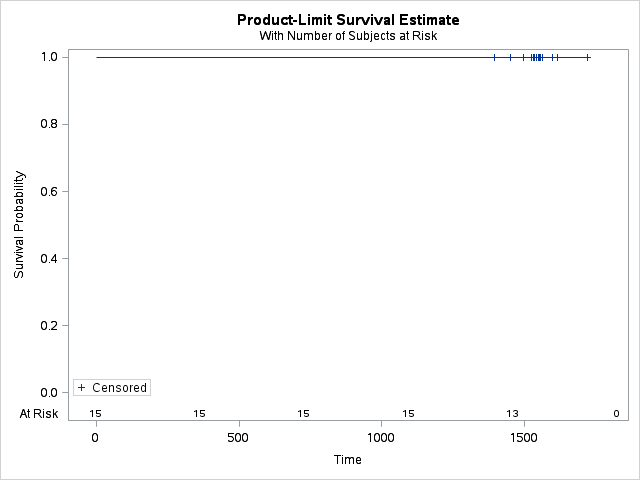 Product-Limit Survival Estimate
With Number of Subjects at Risk
Survival Probability
1.0
0.8
0.6
0.4
0.2
0.0
+ Censored
At Risk 15 15 15 15 13 0
0 500 1000 1500
Time